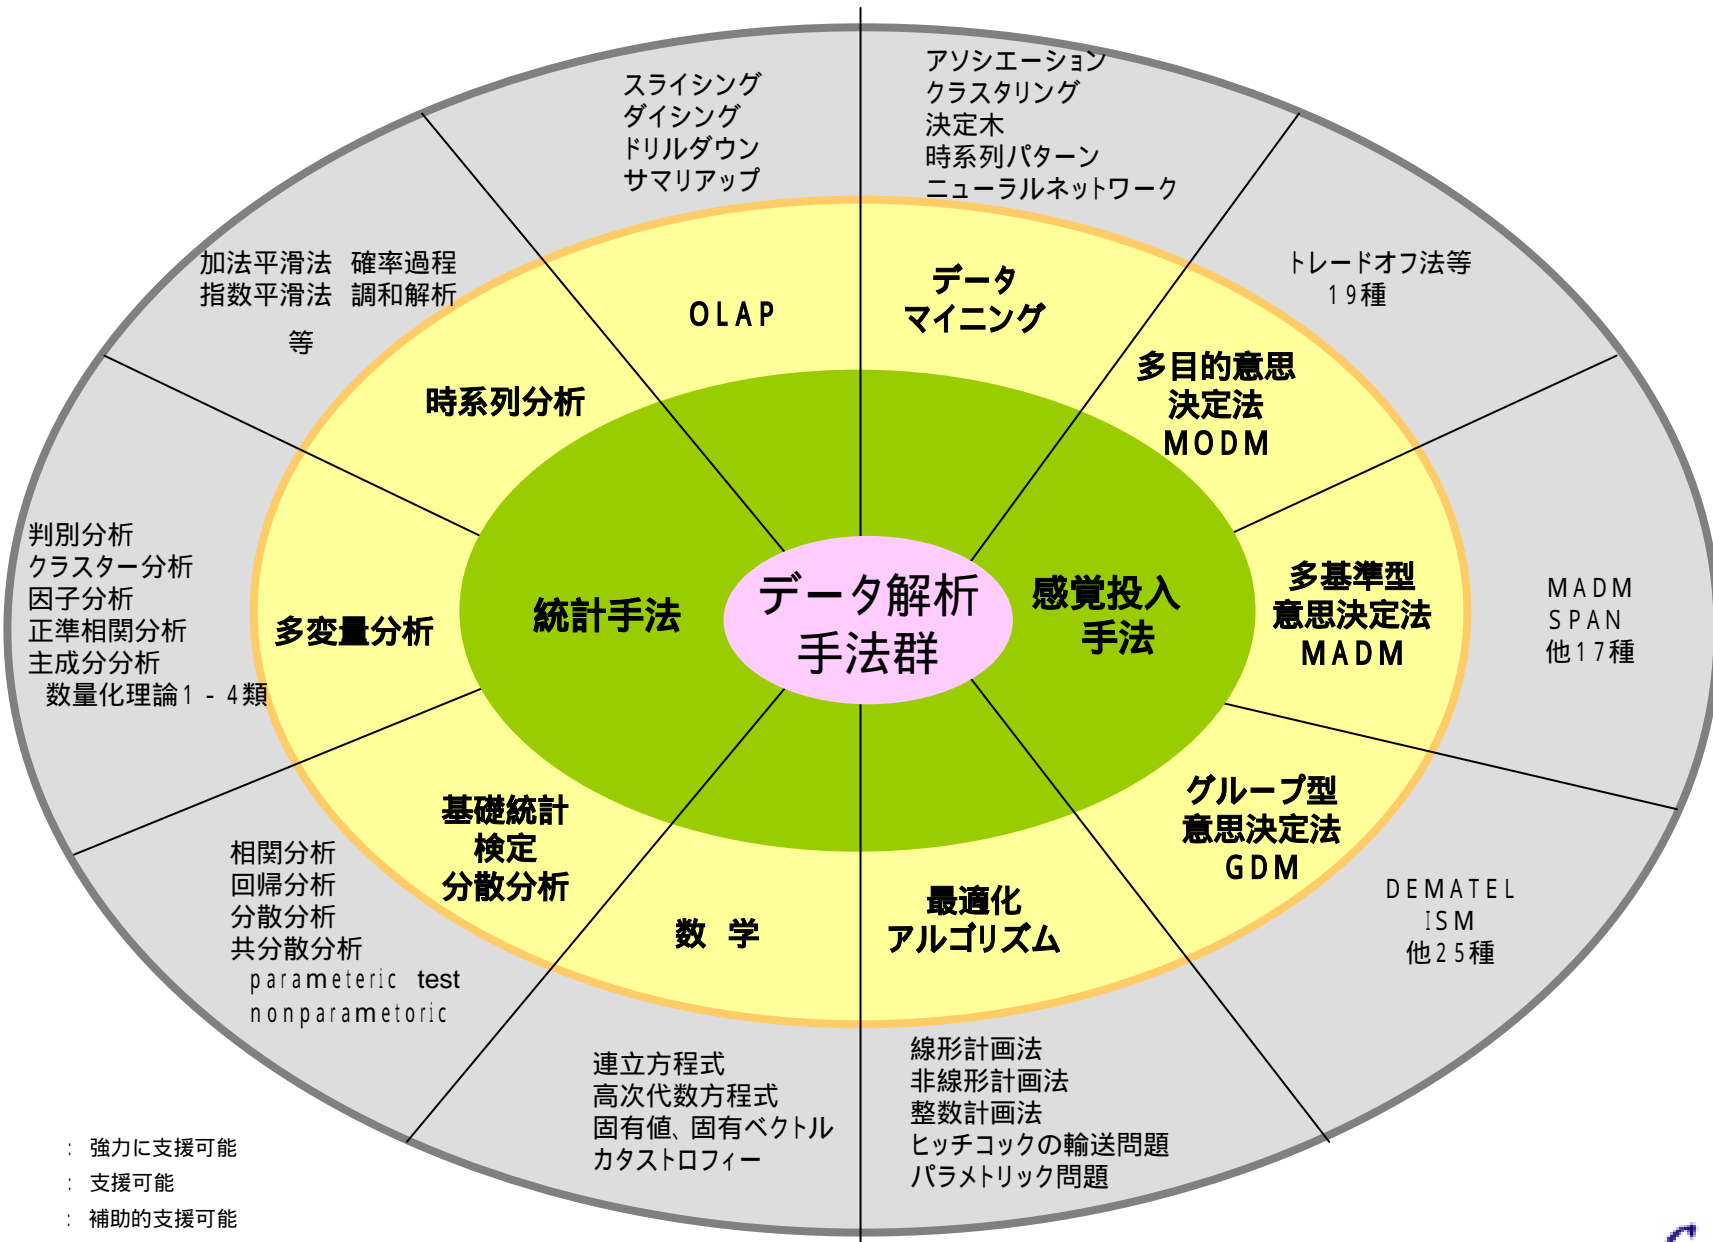 スライシング
ダイシング
ドリルダウン
サマリアップ
アソシエーション
クラスタリング
決定木
時系列パターン
ニューラルネットワーク
加法平滑法 確率過程
指数平滑法 調和解析
等
トレードオフ法等
19種
OLAP
データ
マイニング
時系列分析
多目的意思
決定法
MODM
判別分析
クラスター分析
因子分析
正準相関分析
主成分分析
数量化理論1-4類
多変量分析
統計手法
データ解析
手法群
感覚投入
手法
多基準型
意思決定法
MADM
MADM
SPAN
他17種
基礎統計
検定
分散分析
数 学
最適化
アルゴリズム
グループ型
意思決定法
GDM
相関分析
回帰分析
分散分析
共分散分析
parameteric test
nonparametoric
DEMATEL
ISM
他25種
連立方程式
高次代数方程式
固有値、固有ベクトル
カタストロフィー
線形計画法
非線形計画法
整数計画法
ヒッチコックの輸送問題
パラメトリック問題
: 強力に支援可能
: 支援可能
: 補助的支援可能